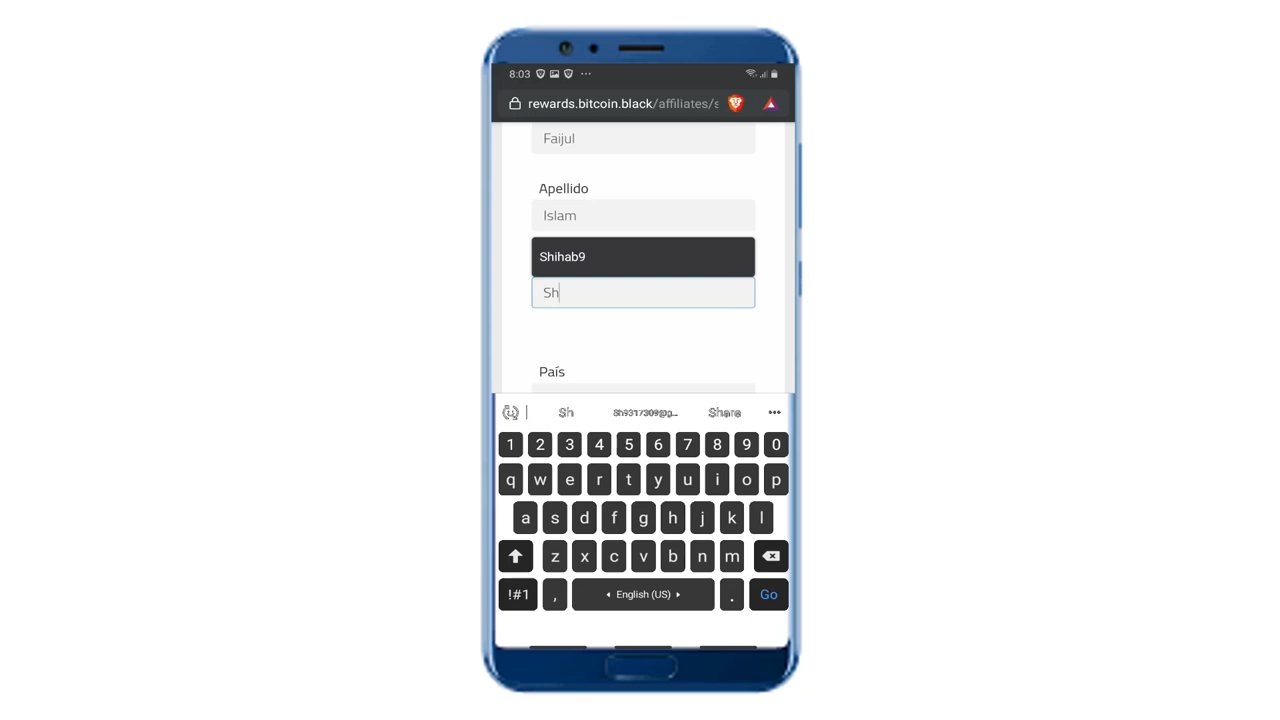 8:03
rewards.bitcoin.black/affiliates/s
Faijul
Apellido
Islam
Shihab9
Sh
País
Sh Sh9317309@g... Share
1 2 3 4 5 6 7 8 9 0
q w e r t y u i o p
a s d f g h j k l
z x c v b n m
!#1 , English (US) . Go